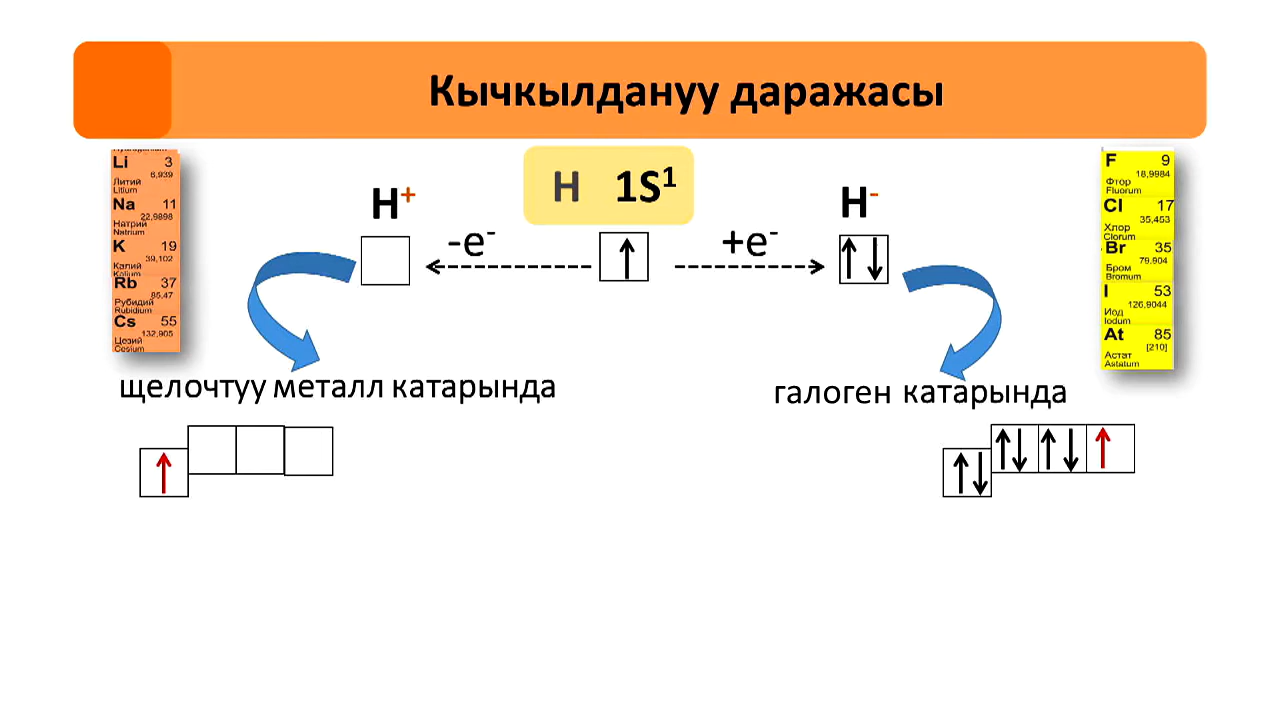 Кычкылдануу даражасы
H 1S¹
H⁺
H⁻
-e⁻
+e⁻
Li 3
6,939
Литий
Litium
Na 11
22,9898
Натрий
Natrium
K 19
39,102
Калий
Kalium
Rb 37
85,47
Рубидий
Rubidium
Cs 55
132,905
Цезий
Cesium
F 9
18,9984
Фтор
Fluorum
Cl 17
35,453
Хлор
Clorum
Br 35
79,904
Бром
Bromum
I 53
126,9044
Иод
Iodum
At 85
[210]
Астат
Astatum
щелочтуу металл катарында
галоген катарында